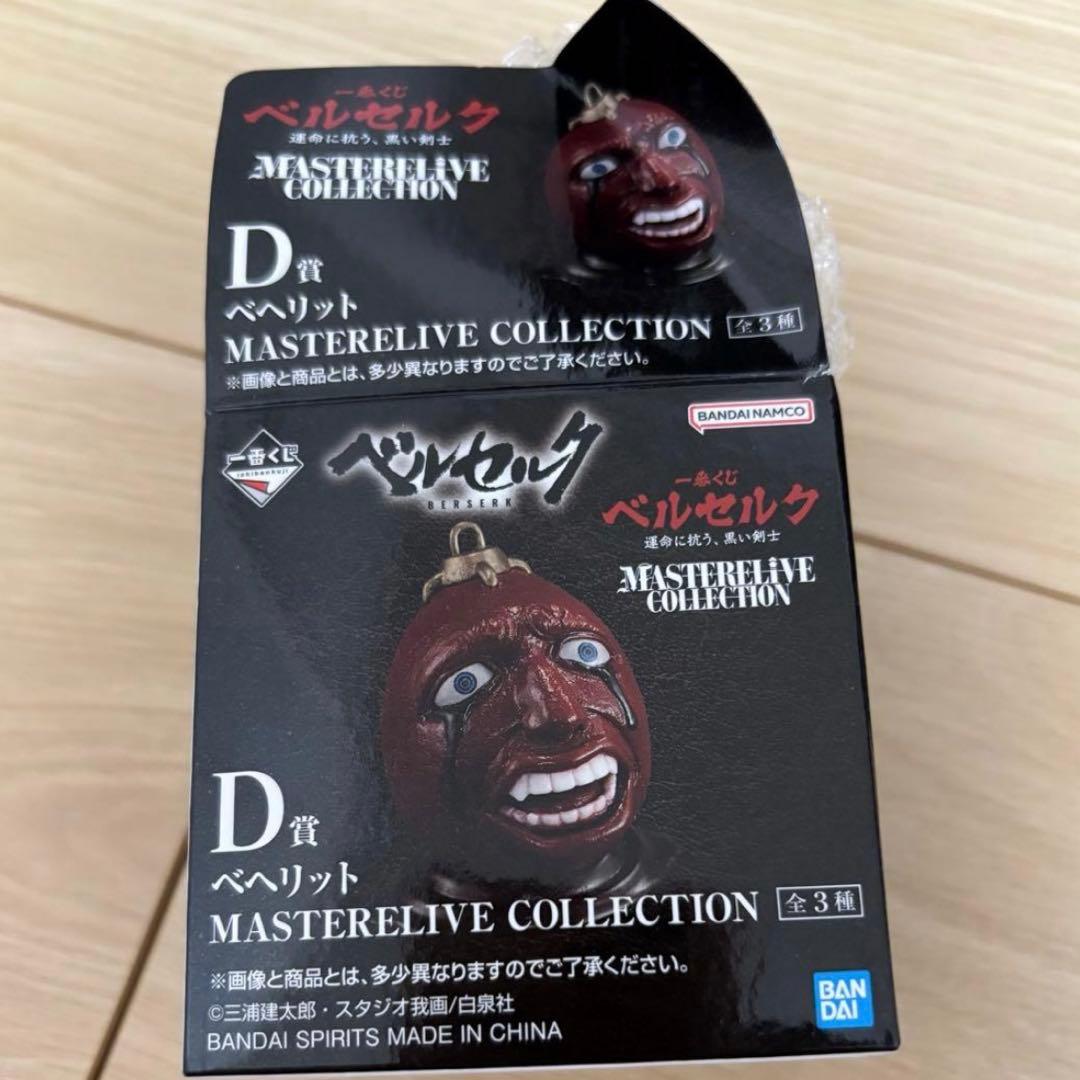 一番くじ
ベルセルク
運命に抗う、黒い剣士
MASTERELIVE
COLLECTION
D賞
ベヘリット
MASTERELIVE COLLECTION 全3種
※画像と商品とは、多少異なりますのでご了承ください。
BANDAI NAMCO
一番くじ
ichibankuji
ベルセルク
BERSERK
一番くじ
ベルセルク
運命に抗う、黒い剣士
MASTERELIVE
COLLECTION
D賞
ベヘリット
MASTERELIVE COLLECTION 全3種
※画像と商品とは、多少異なりますのでご了承ください。
©三浦建太郎・スタジオ我画/白泉社
BANDAI SPIRITS MADE IN CHINA
BAN
DAI